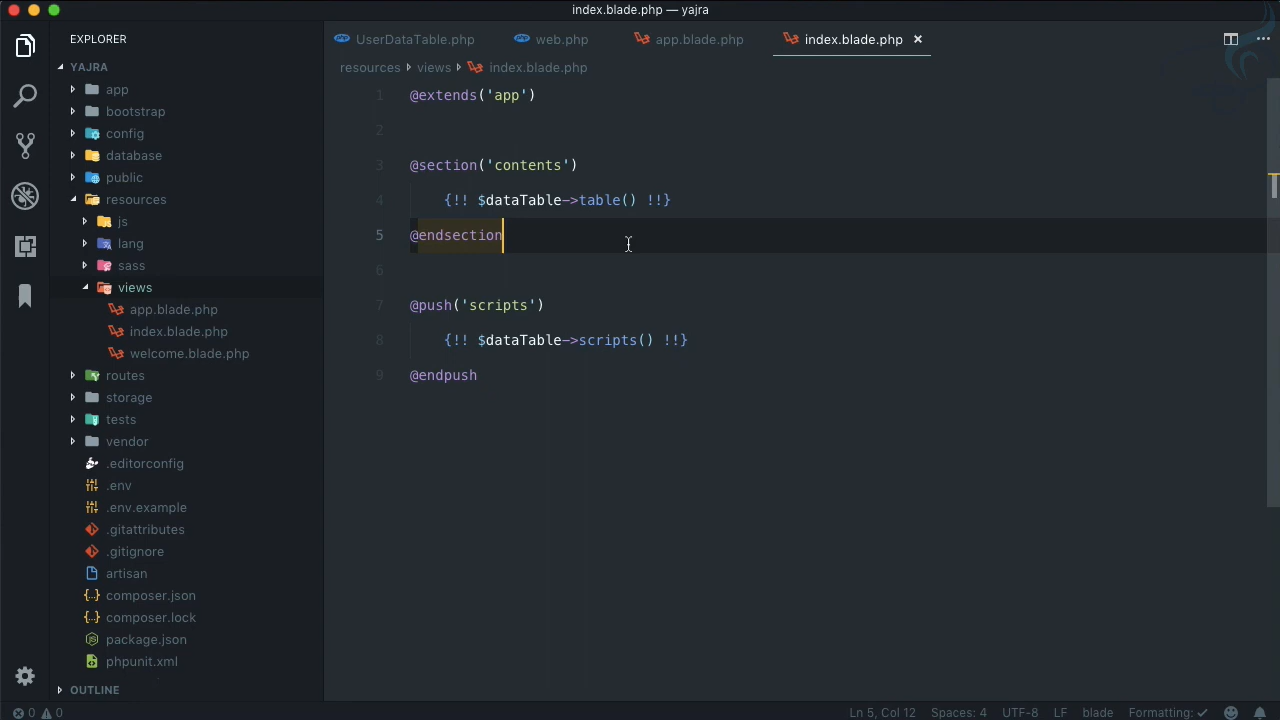 index.blade.php — yajra
EXPLORER
UserDataTable.php
web.php
app.blade.php
index.blade.php ×
YAJRA
resources
views
index.blade.php
app
bootstrap
config
database
public
resources
js
lang
sass
views
app.blade.php
index.blade.php
welcome.blade.php
routes
storage
tests
vendor
.editorconfig
.env
.env.example
.gitattributes
.gitignore
artisan
composer.json
composer.lock
package.json
phpunit.xml
OUTLINE
1 @extends('app')
2
3 @section('contents')
4 {!! $dataTable->table() !!}
5 @endsection
6
7 @push('scripts')
8 {!! $dataTable->scripts() !!}
9 @endpush
0 0
Ln 5, Col 12
Spaces: 4
UTF-8
LF
blade
Formatting: ✓